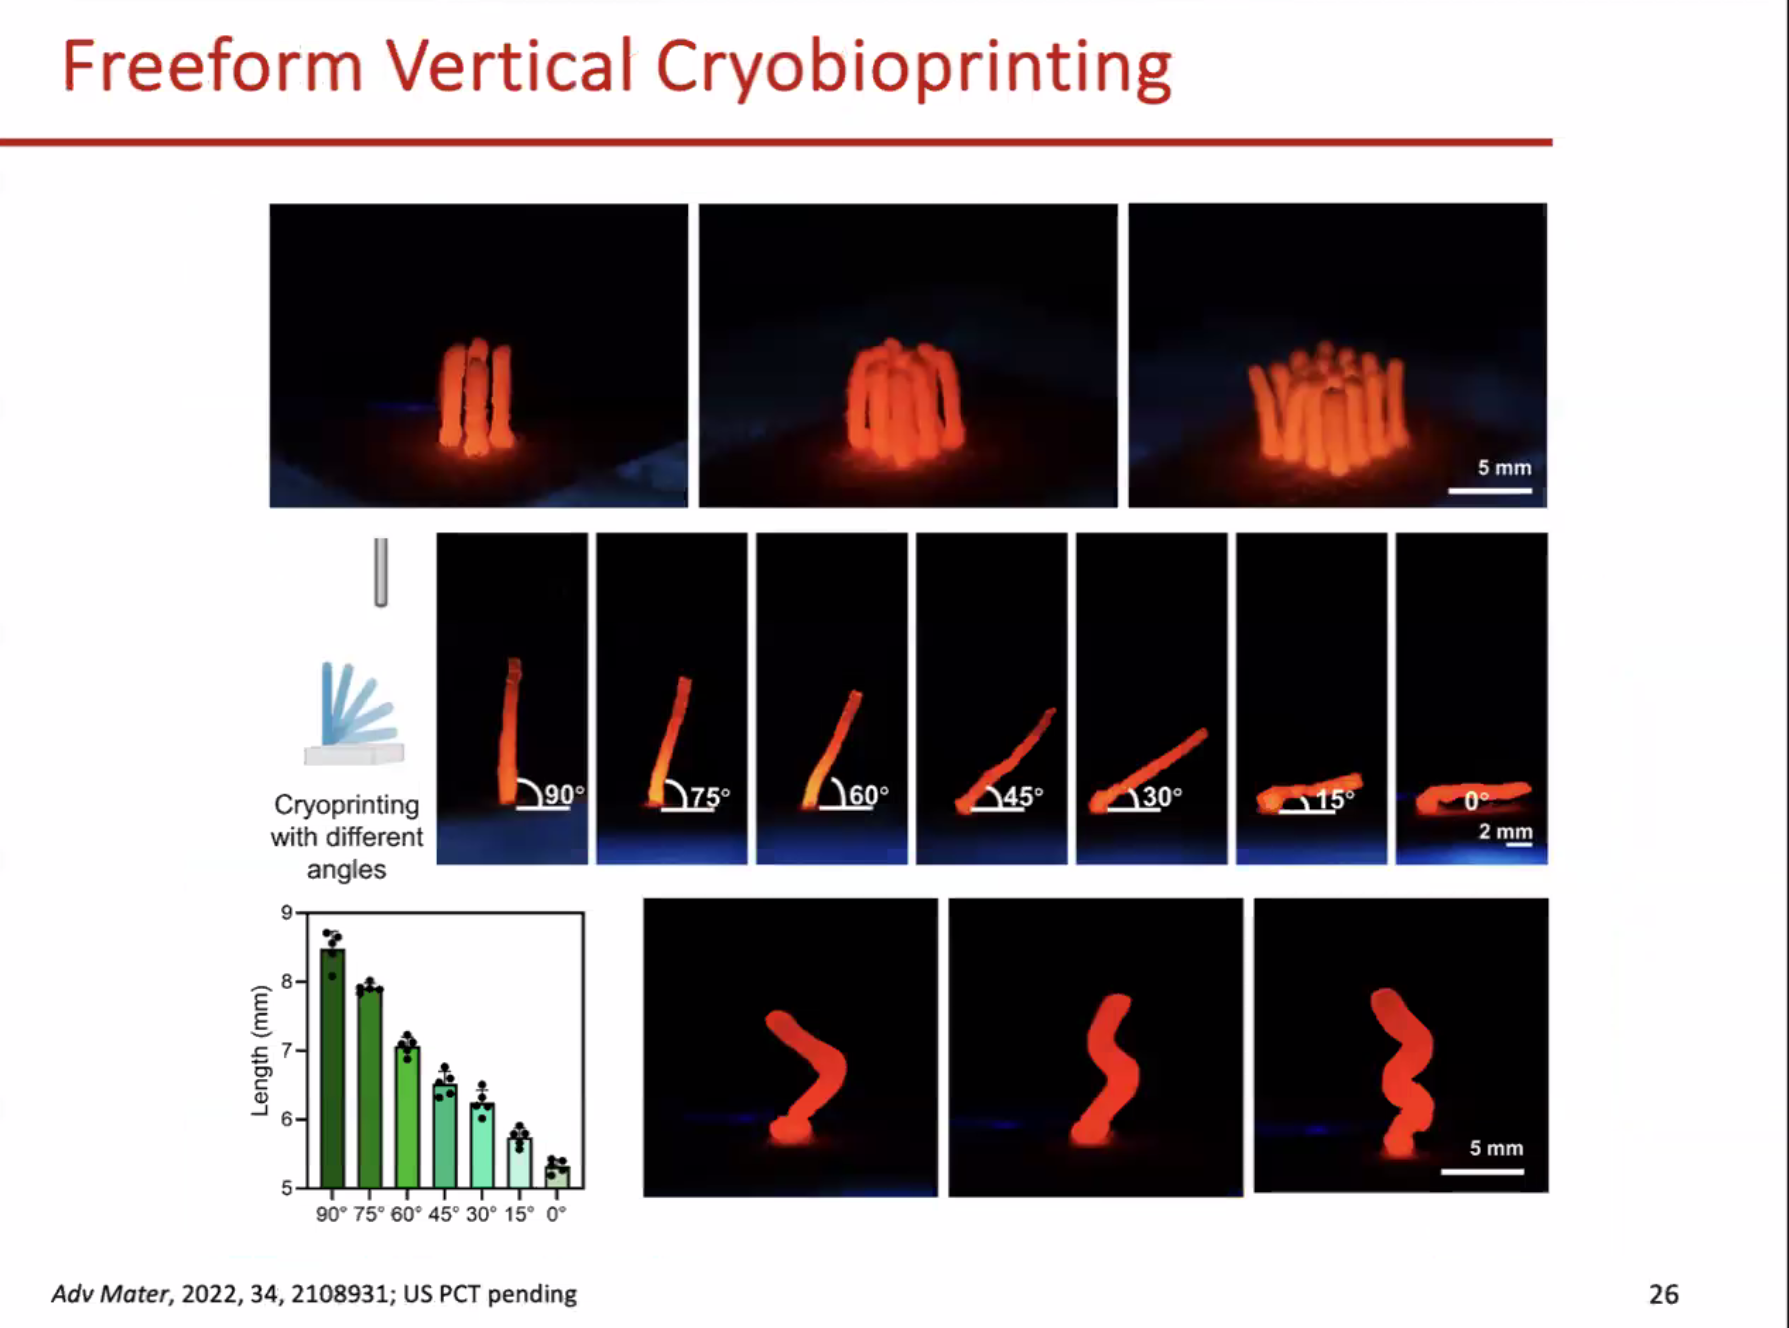 Freeform Vertical Cryobioprinting
5 mm
Cryoprinting
with different
angles
90°
75°
60°
45°
30°
15°
0°
2 mm
Length (mm)
9
8
7
6
5
90° 75° 60° 45° 30° 15° 0°
5 mm
Adv Mater, 2022, 34, 2108931; US PCT pending
26